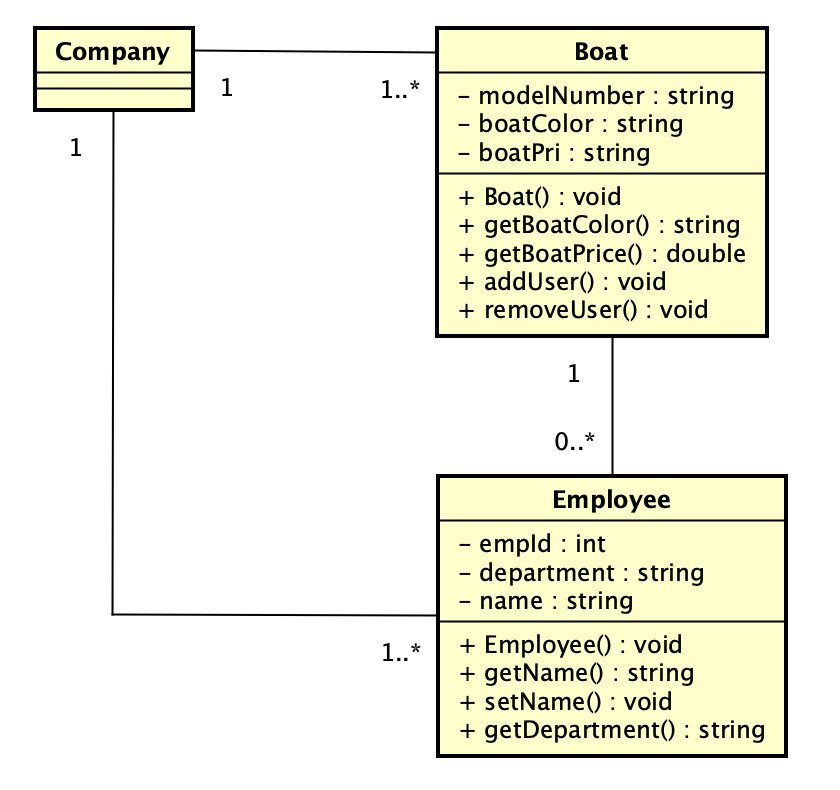 Company
1
1
1..*
Boat
- modelNumber : string
- boatColor : string
- boatPri : string
+ Boat() : void
+ getBoatColor() : string
+ getBoatPrice() : double
+ addUser() : void
+ removeUser() : void
1
0..*
Employee
- empId : int
- department : string
- name : string
+ Employee() : void
+ getName() : string
+ setName() : void
+ getDepartment() : string
1..*